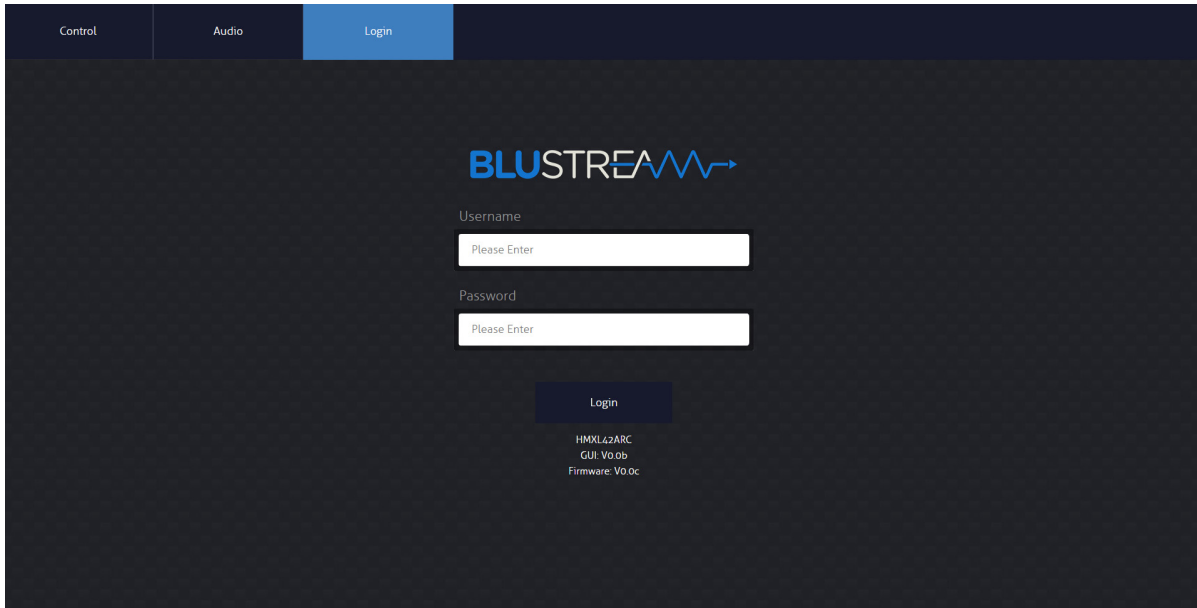 Control Audio Login
BLUSTREAM
Username
Please Enter
Password
Please Enter
Login
HMXL42ARC
GUI: V0.0b
Firmware: V0.0c